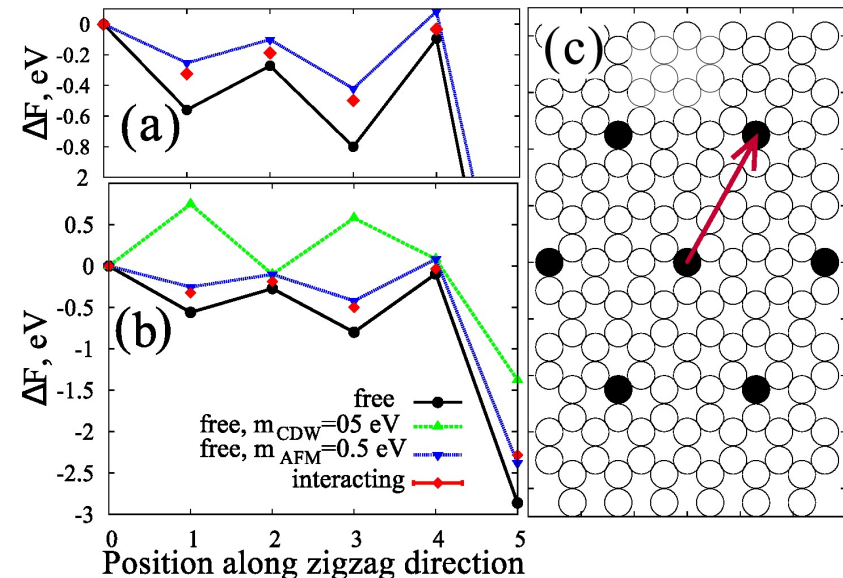 0
-0.2
-0.4
-0.6
-0.8
2
ΔF, eV
(a)
0.5
0
-0.5
-1
-1.5
-2
-2.5
-3
ΔF, eV
(b)
free
free, mCDW=05 eV
free, mAFM=0.5 eV
interacting
0 1 2 3 4 5
Position along zigzag direction
(c)